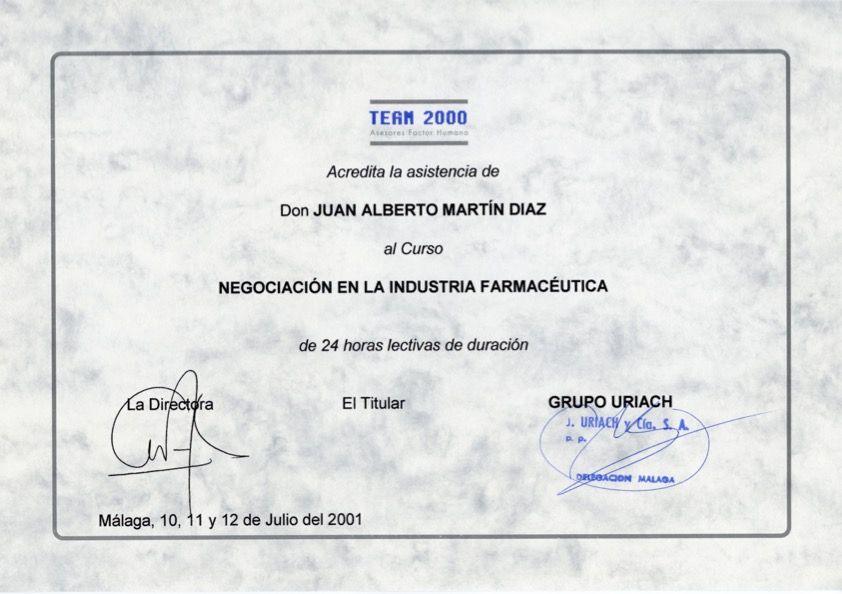 TEAM 2000
Asesores Factor Humano
Acredita la asistencia de
Don JUAN ALBERTO MARTÍN DIAZ
al Curso
NEGOCIACIÓN EN LA INDUSTRIA FARMACÉUTICA
de 24 horas lectivas de duración
La Directora El Titular GRUPO URIACH
J. URIACH y Cía. S. A.
p. p.
DELEGACION MALAGA
Málaga, 10, 11 y 12 de Julio del 2001